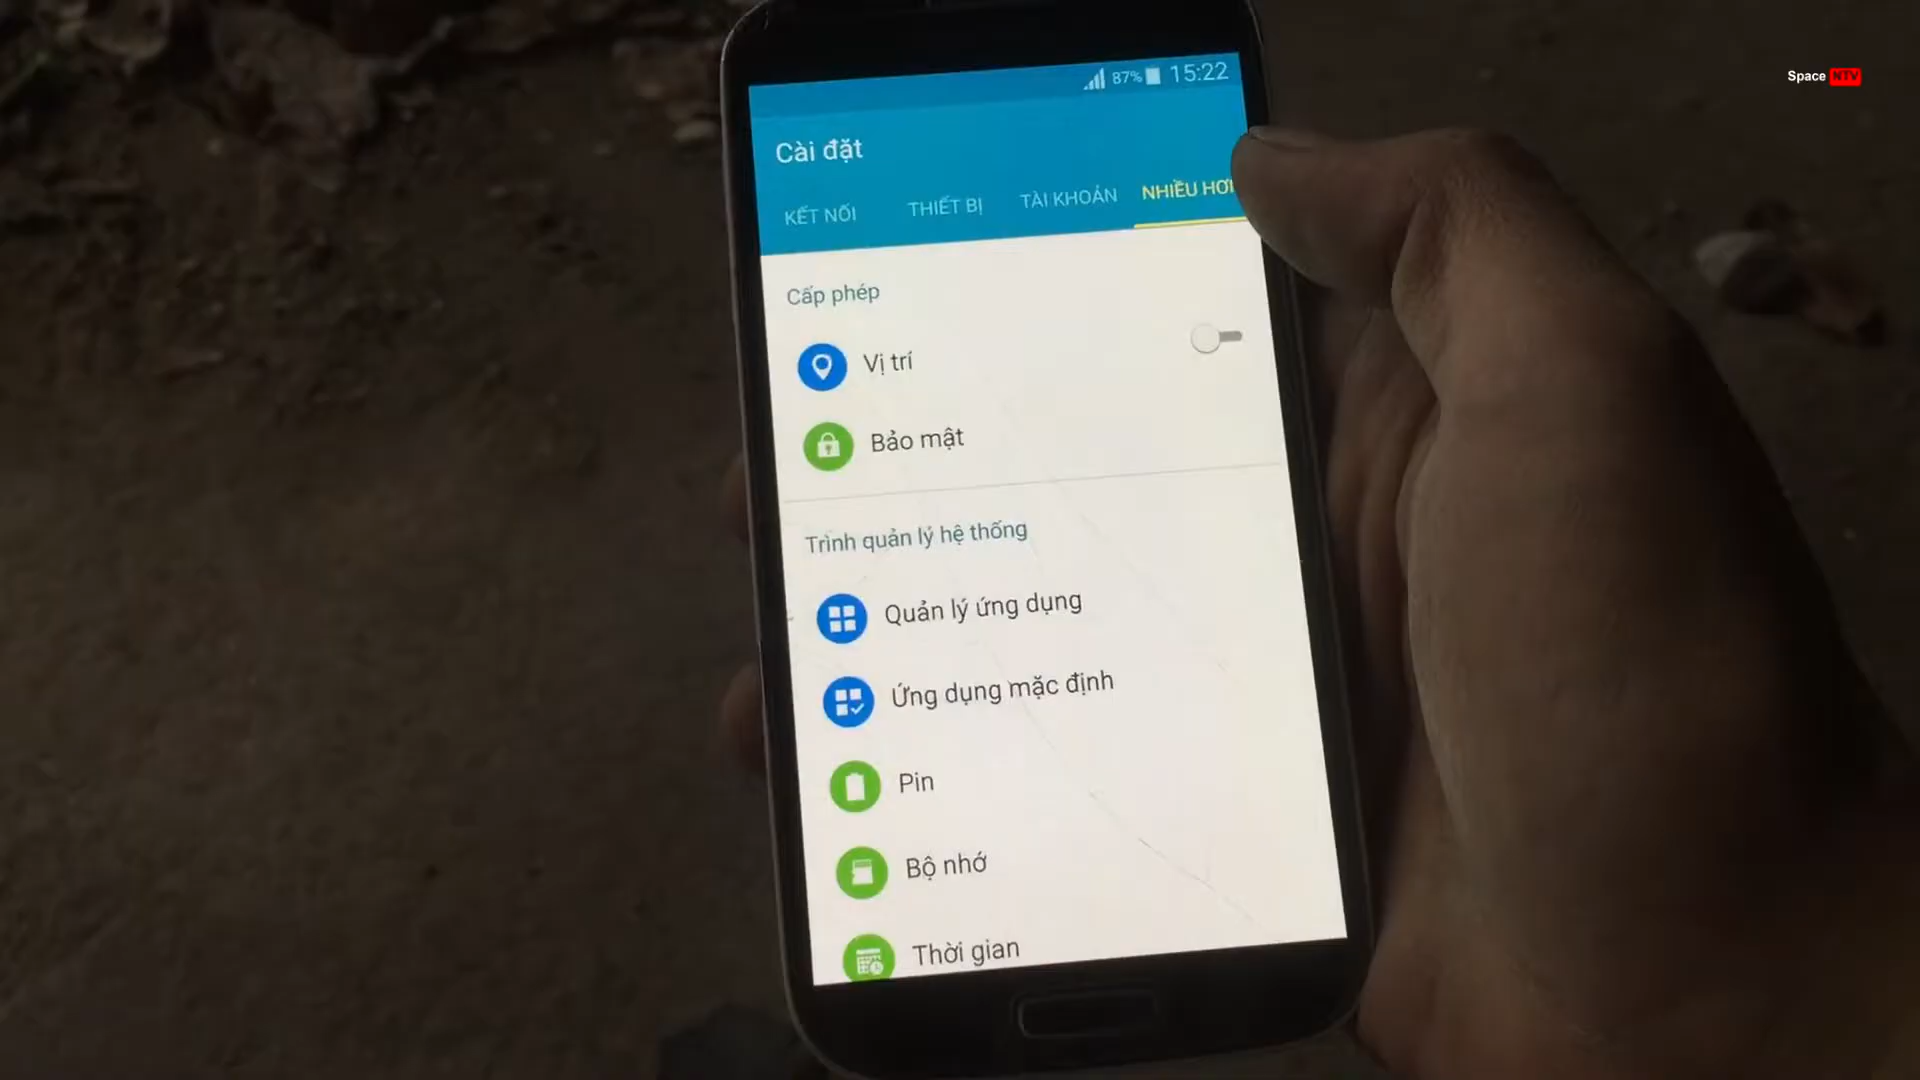 87% 15:22
Space NTV
Cài đặt
KẾT NỐI THIẾT BỊ TÀI KHOẢN NHIỀU HƠI
Cấp phép
Vị trí
Bảo mật
Trình quản lý hệ thống
Quản lý ứng dụng
Ứng dụng mặc định
Pin
Bộ nhớ
Thời gian